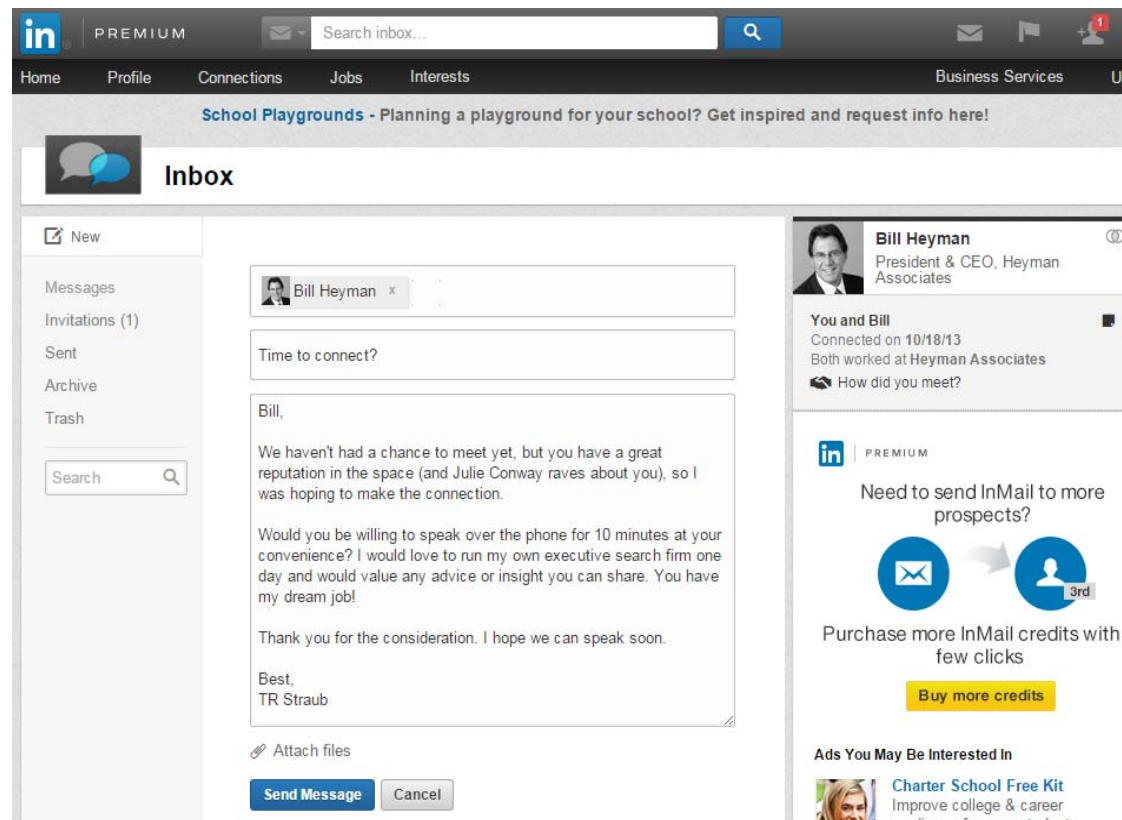 in PREMIUM
Search inbox...
1
Home Profile Connections Jobs Interests Business Services
School Playgrounds - Planning a playground for your school? Get inspired and request info here!
Inbox
New
Messages
Invitations (1)
Sent
Archive
Trash
Search
Bill Heyman x
Time to connect?
Bill,
We haven't had a chance to meet yet, but you have a great
reputation in the space (and Julie Conway raves about you), so I
was hoping to make the connection.
Would you be willing to speak over the phone for 10 minutes at your
convenience? I would love to run my own executive search firm one
day and would value any advice or insight you can share. You have
my dream job!
Thank you for the consideration. I hope we can speak soon.
Best,
TR Straub
Attach files
Send Message Cancel
Bill Heyman
President & CEO, Heyman
Associates
You and Bill
Connected on 10/18/13
Both worked at Heyman Associates
How did you meet?
in PREMIUM
Need to send InMail to more
prospects?
3rd
Purchase more InMail credits with
few clicks
Buy more credits
Ads You May Be Interested In
Charter School Free Kit
Improve college & career